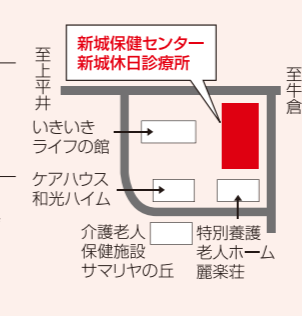 新城保健センター
新城休日診療所
至上平井
至牛倉
いきいき
ライフの館
ケアハウス
和光ハイム
介護老人
保健施設
サマリヤの丘
特別養護
老人ホーム
麗楽荘